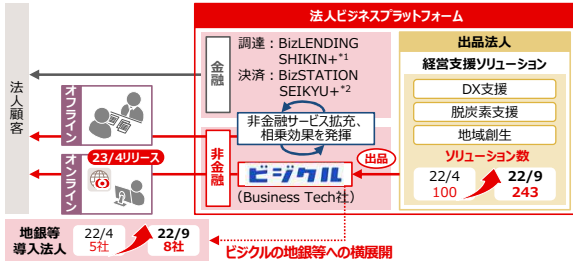 法人ビジネスプラットフォーム
法人顧客
オフライン
オンライン
23/4リリース
金融
調達：BizLENDING
SHIKIN+*1
決済：BizSTATION
SEIKYU+*2
非金融サービス拡充、
相乗効果を発揮
非金融
ビジクル
（Business Tech社）
出品
出品法人
経営支援ソリューション
DX支援
脱炭素支援
地域創生
ソリューション数
22/4
100
22/9
243
地銀等
導入法人
22/4
5社
22/9
8社
ビジクルの地銀等への横展開